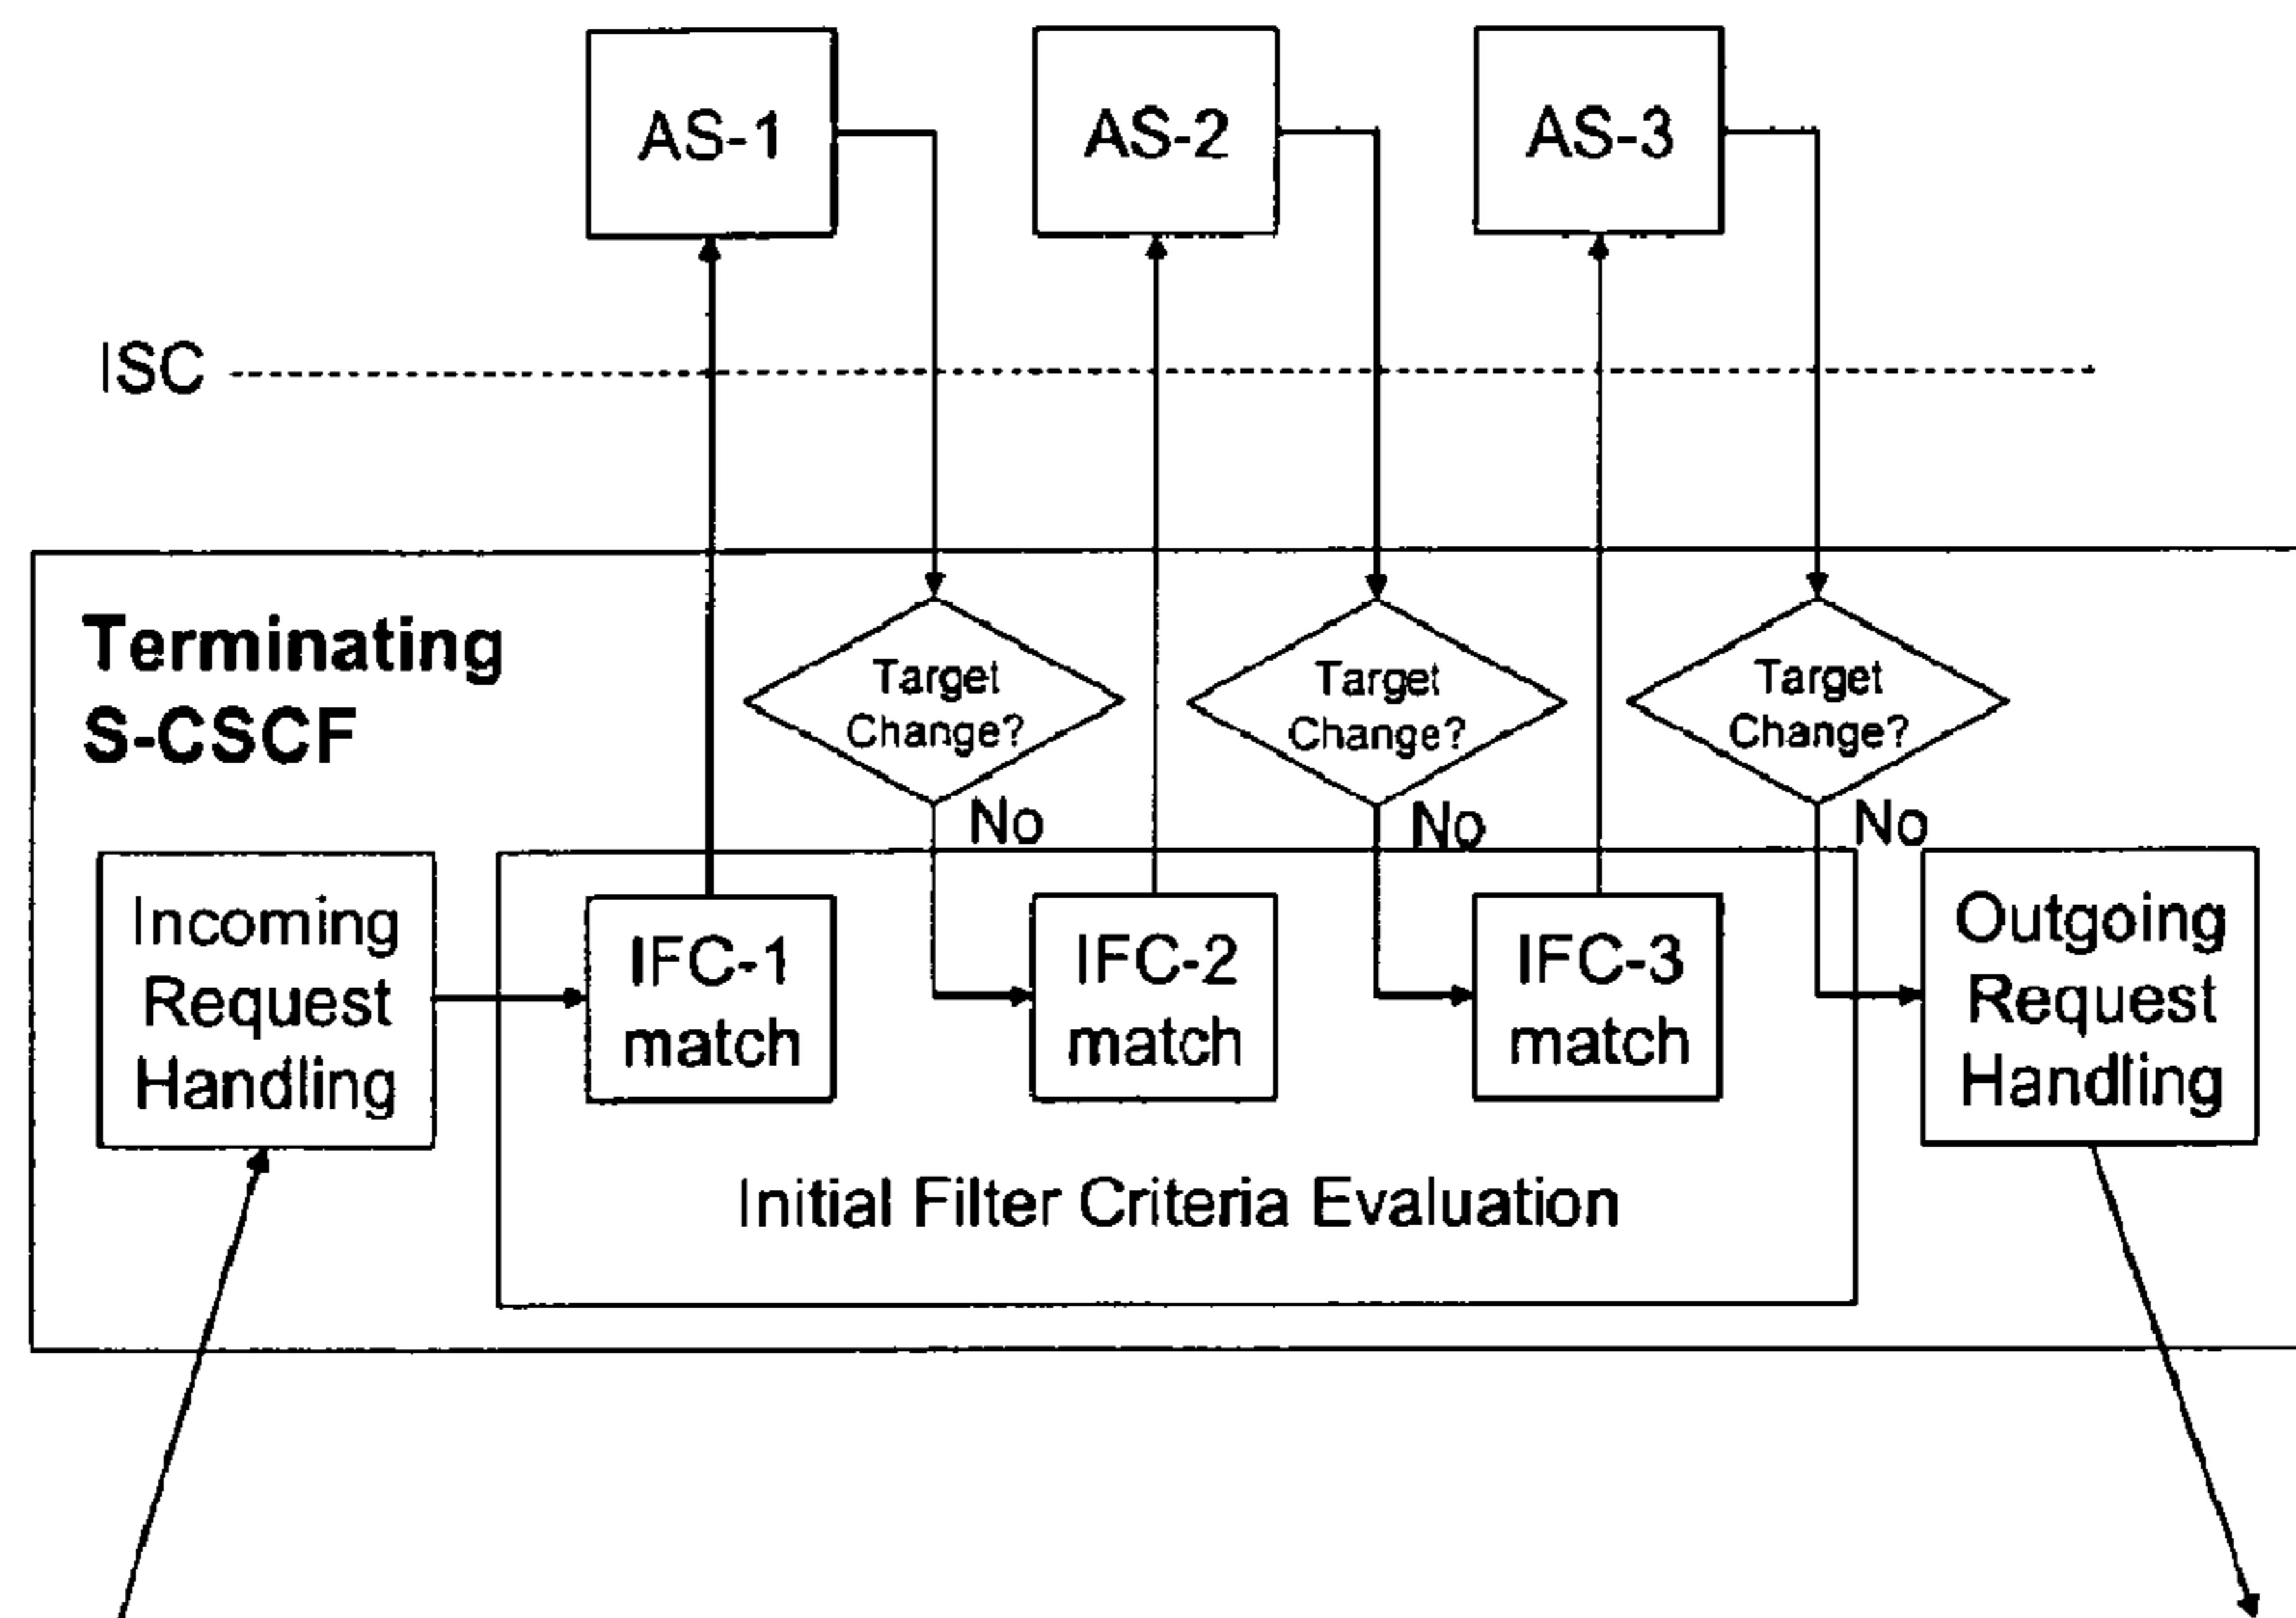 AS-1
AS-2
AS-3
ISC
Terminating
S-CSCF
Target
Change?
Target
Change?
Target
Change?
No
No
No
Incoming
Request
Handling
IFC-1
match
IFC-2
match
IFC-3
match
Outgoing
Request
Handling
Initial Filter Criteria Evaluation